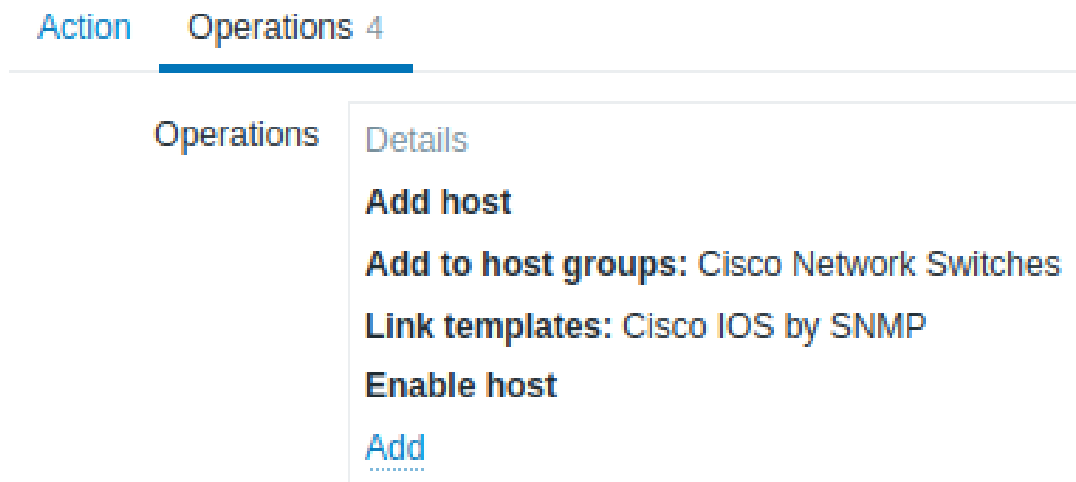 Action Operations 4
Operations Details
Add host
Add to host groups: Cisco Network Switches
Link templates: Cisco IOS by SNMP
Enable host
Add